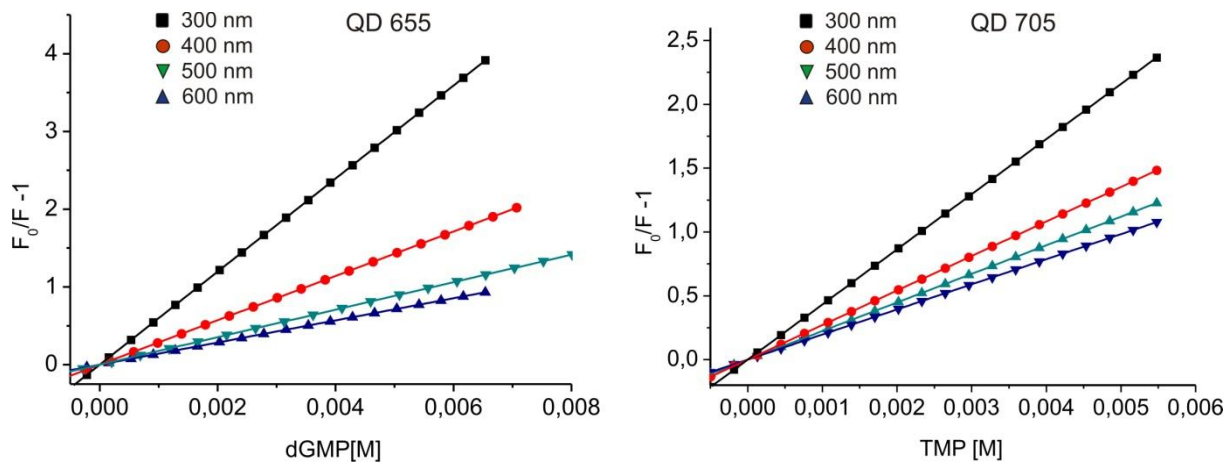 QD 655
300 nm
400 nm
500 nm
600 nm
F₀/F -1
4
3
2
1
0
0,000 0,002 0,004 0,006 0,008
dGMP[M]
QD 705
300 nm
400 nm
500 nm
600 nm
F₀/F -1
2,5
2,0
1,5
1,0
0,5
0,0
0,000 0,001 0,002 0,003 0,004 0,005 0,006
TMP [M]